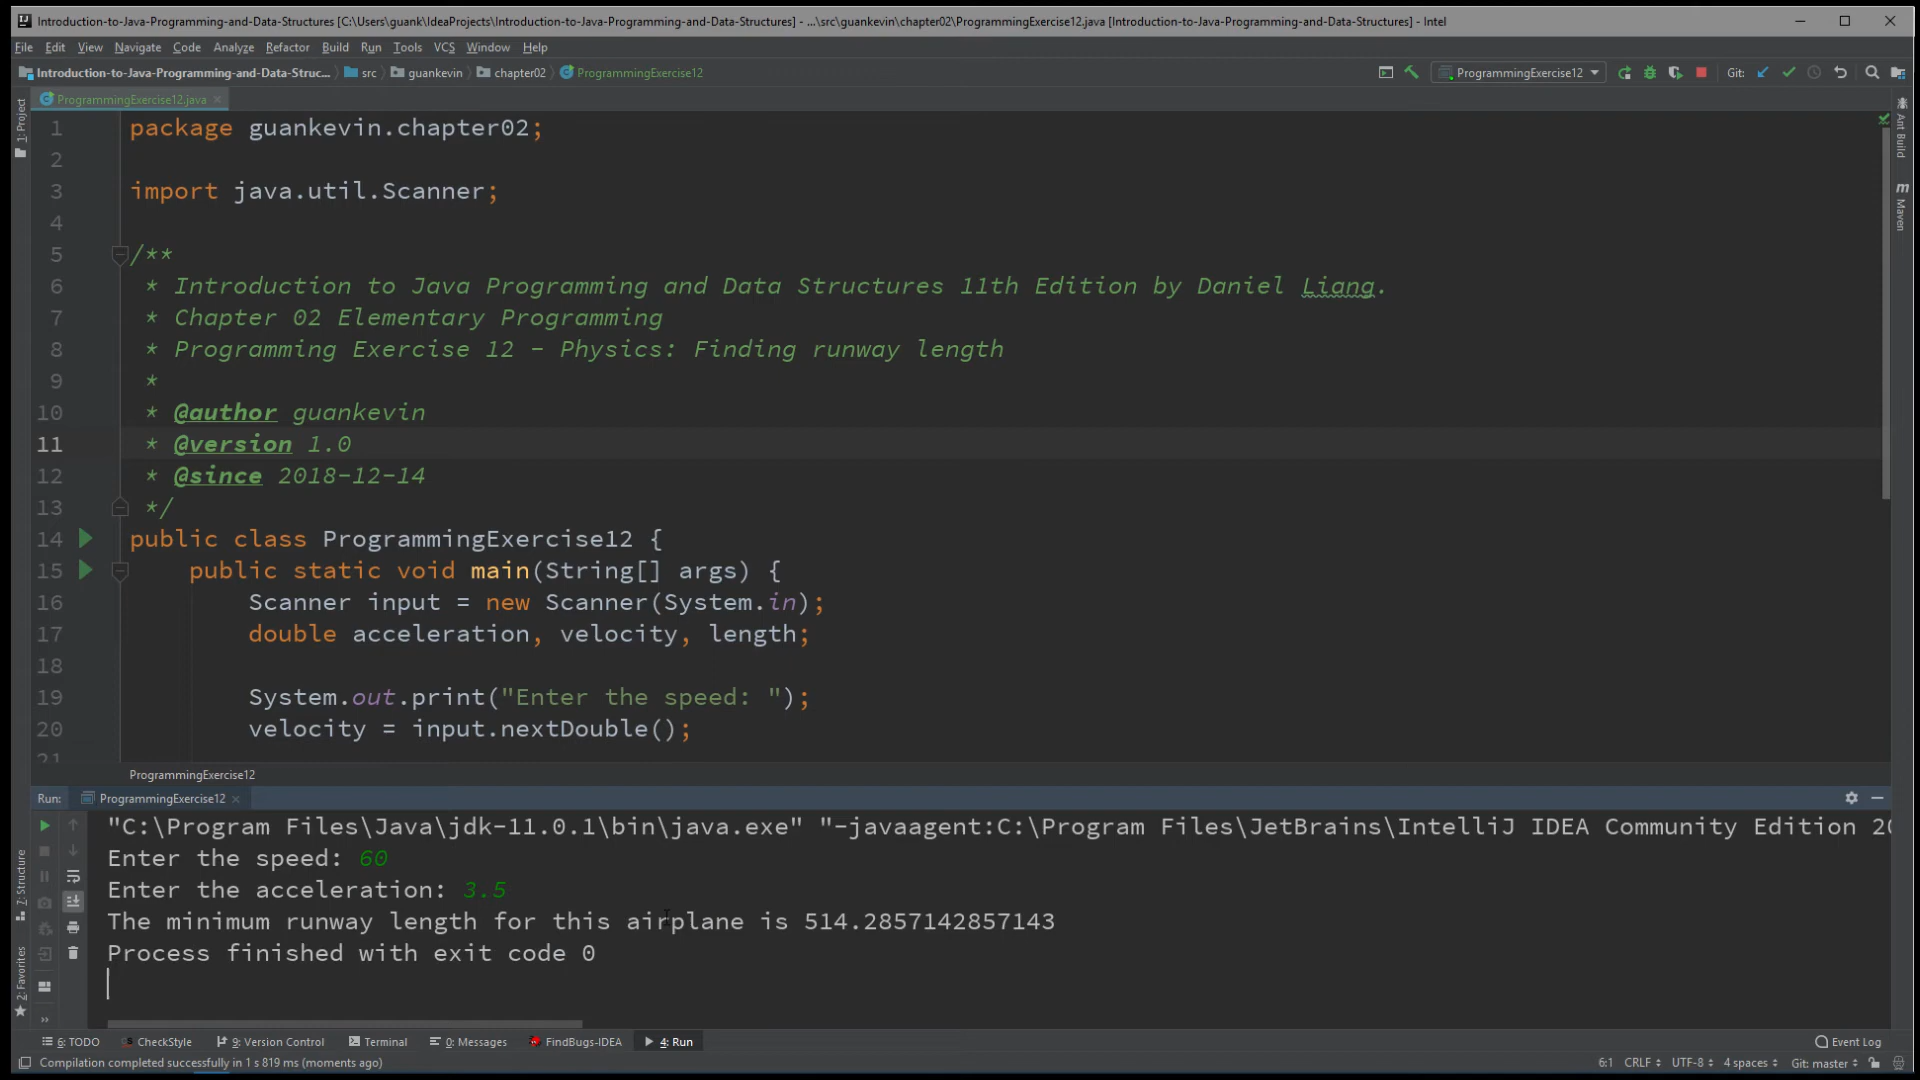 Introduction-to-Java-Programming-and-Data-Structures [C:\Users\guank\IdeaProjects\Introduction-to-Java-Programming-and-Data-Structures] - ...\src\guankevin\chapter02\ProgrammingExercise12.java [Introduction-to-Java-Programming-and-Data-Structures] - Intel
File Edit View Navigate Code Analyze Refactor Build Run Tools VCS Window Help
Introduction-to-Java-Programming-and-Data-Struc... src guankevin chapter02 ProgrammingExercise12 ProgrammingExercise12 Git:
ProgrammingExercise12.java
1: Project
Ant Build
Maven
1 package guankevin.chapter02;
2
3 import java.util.Scanner;
4
5 /**
6 * Introduction to Java Programming and Data Structures 11th Edition by Daniel Liang.
7 * Chapter 02 Elementary Programming
8 * Programming Exercise 12 - Physics: Finding runway length
9 *
10 * @author guankevin
11 * @version 1.0
12 * @since 2018-12-14
13 */
14 public class ProgrammingExercise12 {
15 public static void main(String[] args) {
16 Scanner input = new Scanner(System.in);
17 double acceleration, velocity, length;
18
19 System.out.print("Enter the speed: ");
20 velocity = input.nextDouble();
21
ProgrammingExercise12
Run: ProgrammingExercise12
"C:\Program Files\Java\jdk-11.0.1\bin\java.exe" "-javaagent:C:\Program Files\JetBrains\IntelliJ IDEA Community Edition 20
Enter the speed: 60
Enter the acceleration: 3.5
The minimum runway length for this airplane is 514.2857142857143
Process finished with exit code 0
7: Structure
2: Favorites
6: TODO CheckStyle 9: Version Control Terminal 0: Messages FindBugs-IDEA 4: Run Event Log
Compilation completed successfully in 1 s 819 ms (moments ago) 6:1 CRLF UTF-8 4 spaces Git: master